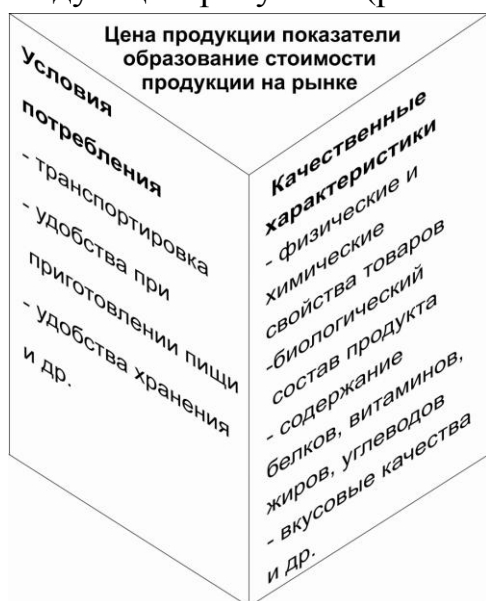 Цена продукции показатели
образование стоимости
продукции на рынке
Условия
потребления
- транспортировка
- удобства при
приготовлении пищи
- удобства хранения
и др.
Качественные
характеристики
- физические и
химические
свойства товаров
-биологический
состав продукта
- содержание
белков, витаминов,
жиров, углеводов
- вкусовые качества
и др.